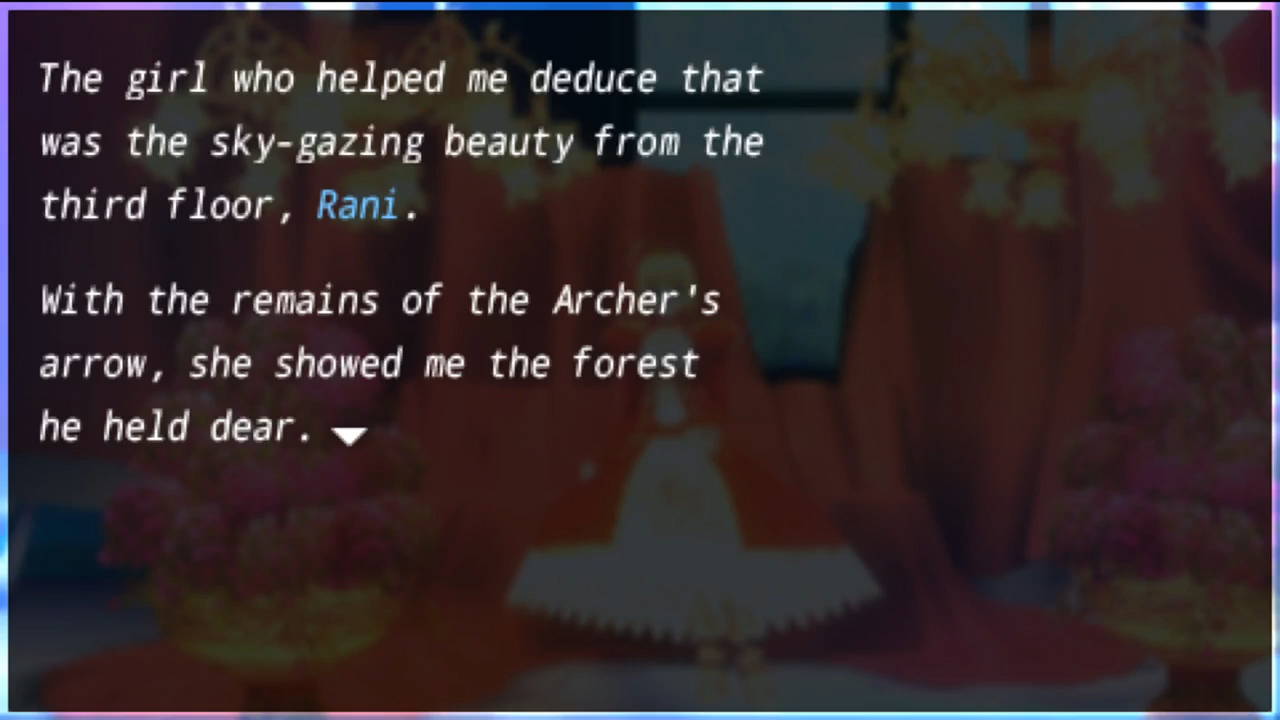 The girl who helped me deduce that
was the sky-gazing beauty from the
third floor, Rani.
With the remains of the Archer's
arrow, she showed me the forest
he held dear.